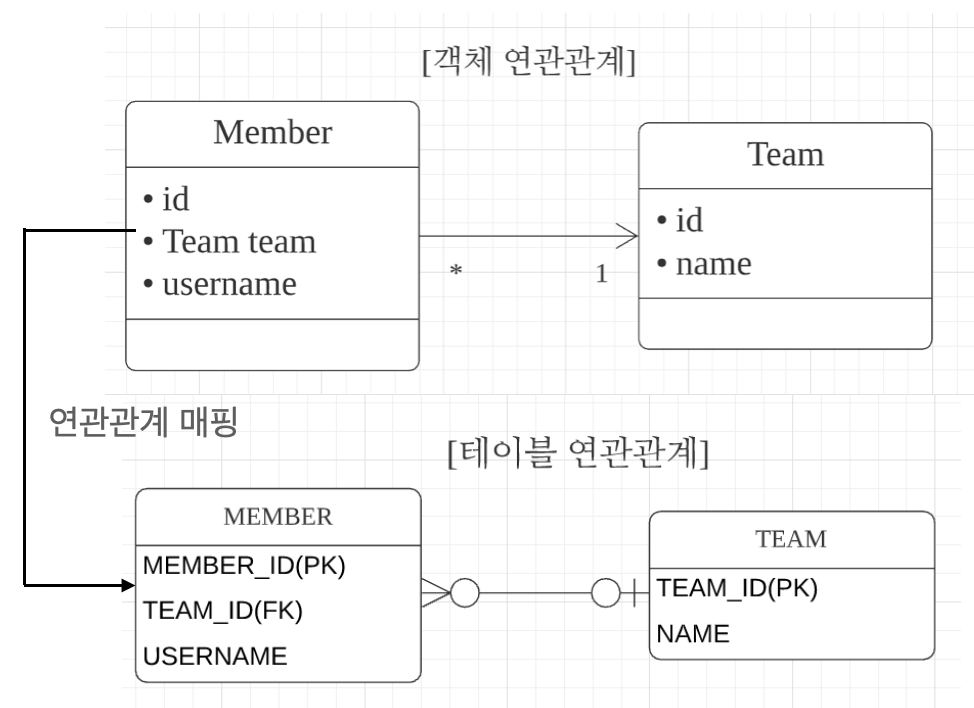 [객체 연관관계]
Member
• id
• Team team
• username
Team
• id
• name
*
1
연관관계 매핑
[테이블 연관관계]
MEMBER
MEMBER_ID(PK)
TEAM_ID(FK)
USERNAME
TEAM
TEAM_ID(PK)
NAME